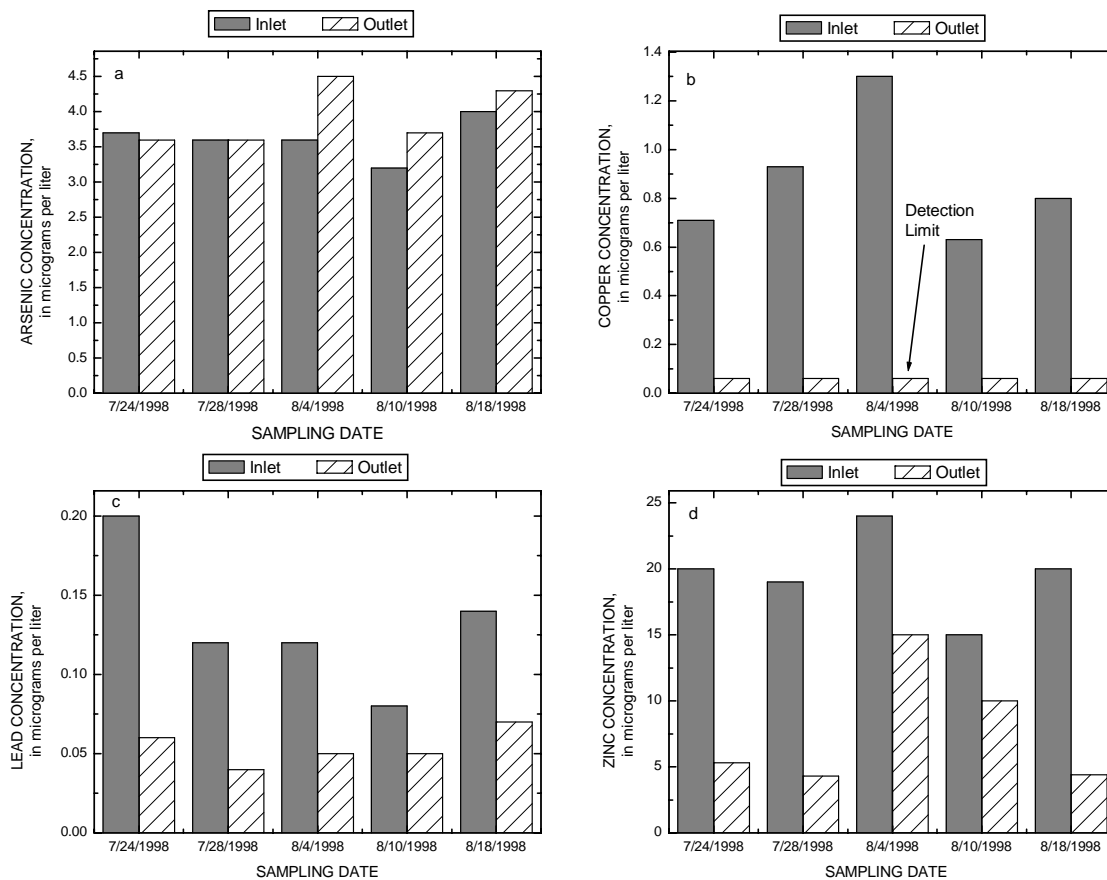 Inlet Outlet
a
ARSENIC CONCENTRATION,
in micrograms per liter
4.5
4.0
3.5
3.0
2.5
2.0
1.5
1.0
0.5
0.0
7/24/1998 7/28/1998 8/4/1998 8/10/1998 8/18/1998
SAMPLING DATE
Inlet Outlet
b
COPPER CONCENTRATION,
in micrograms per liter
1.4
1.2
1.0
0.8
0.6
0.4
0.2
0.0
Detection
Limit
7/24/1998 7/28/1998 8/4/1998 8/10/1998 8/18/1998
SAMPLING DATE
Inlet Outlet
c
LEAD CONCENTRATION,
in micrograms per liter
0.20
0.15
0.10
0.05
0.00
7/24/1998 7/28/1998 8/4/1998 8/10/1998 8/18/1998
SAMPLING DATE
Inlet Outlet
d
ZINC CONCENTRATION,
in micrograms per liter
25
20
15
10
5
0
7/24/1998 7/28/1998 8/4/1998 8/10/1998 8/18/1998
SAMPLING DATE